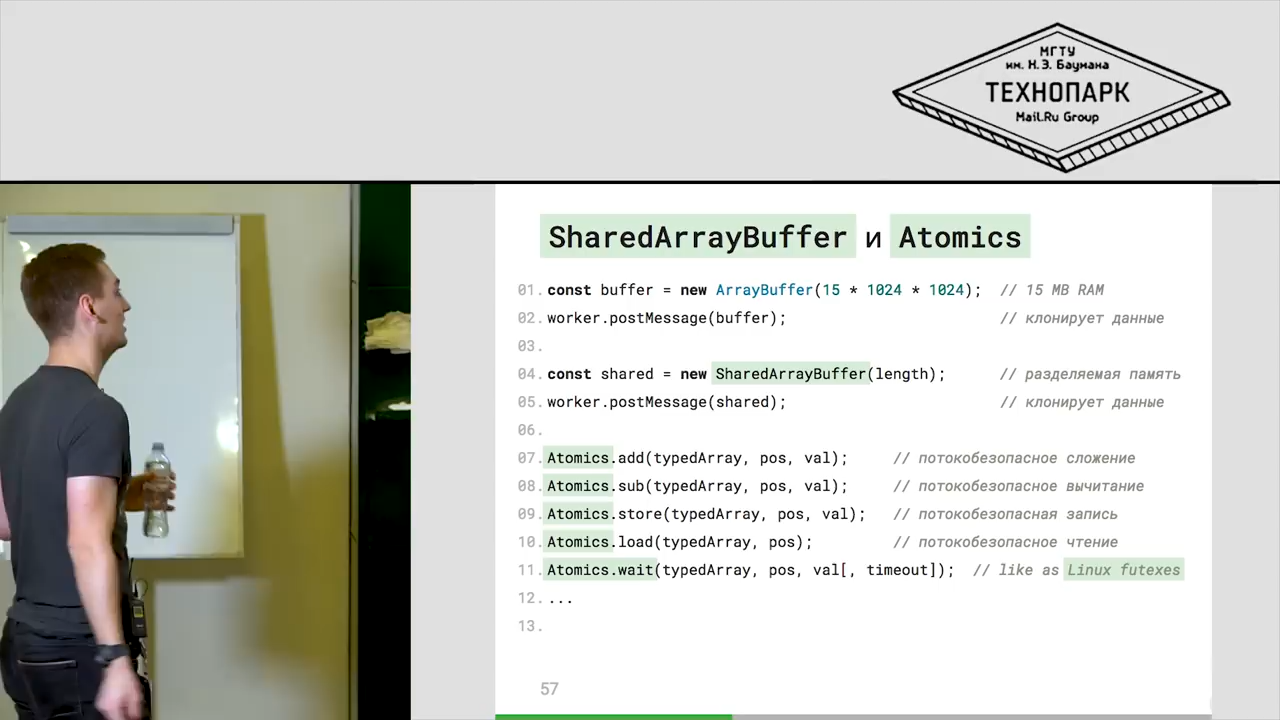 МГТУ
им. Н.Э. Баумана
ТЕХНОПАРК
Mail.Ru Group
SharedArrayBuffer и Atomics
01. const buffer = new ArrayBuffer(15 * 1024 * 1024); // 15 MB RAM
02. worker.postMessage(buffer); // клонирует данные
03.
04. const shared = new SharedArrayBuffer(length); // разделяемая память
05. worker.postMessage(shared); // клонирует данные
06.
07. Atomics.add(typedArray, pos, val); // потокобезопасное сложение
08. Atomics.sub(typedArray, pos, val); // потокобезопасное вычитание
09. Atomics.store(typedArray, pos, val); // потокобезопасная запись
10. Atomics.load(typedArray, pos); // потокобезопасное чтение
11. Atomics.wait(typedArray, pos, val[, timeout]); // like as Linux futexes
12. ...
13.
57